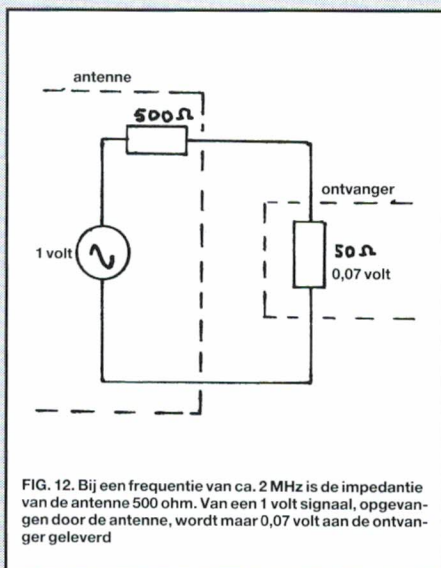 antenne
500Ω
ontvanger
1 volt
50Ω
0,07 volt
FIG. 12. Bij een frequentie van ca. 2 MHz is de impedantie
van de antenne 500 ohm. Van een 1 volt signaal, opgevan-
gen door de antenne, wordt maar 0,07 volt aan de ontvan-
ger geleverd